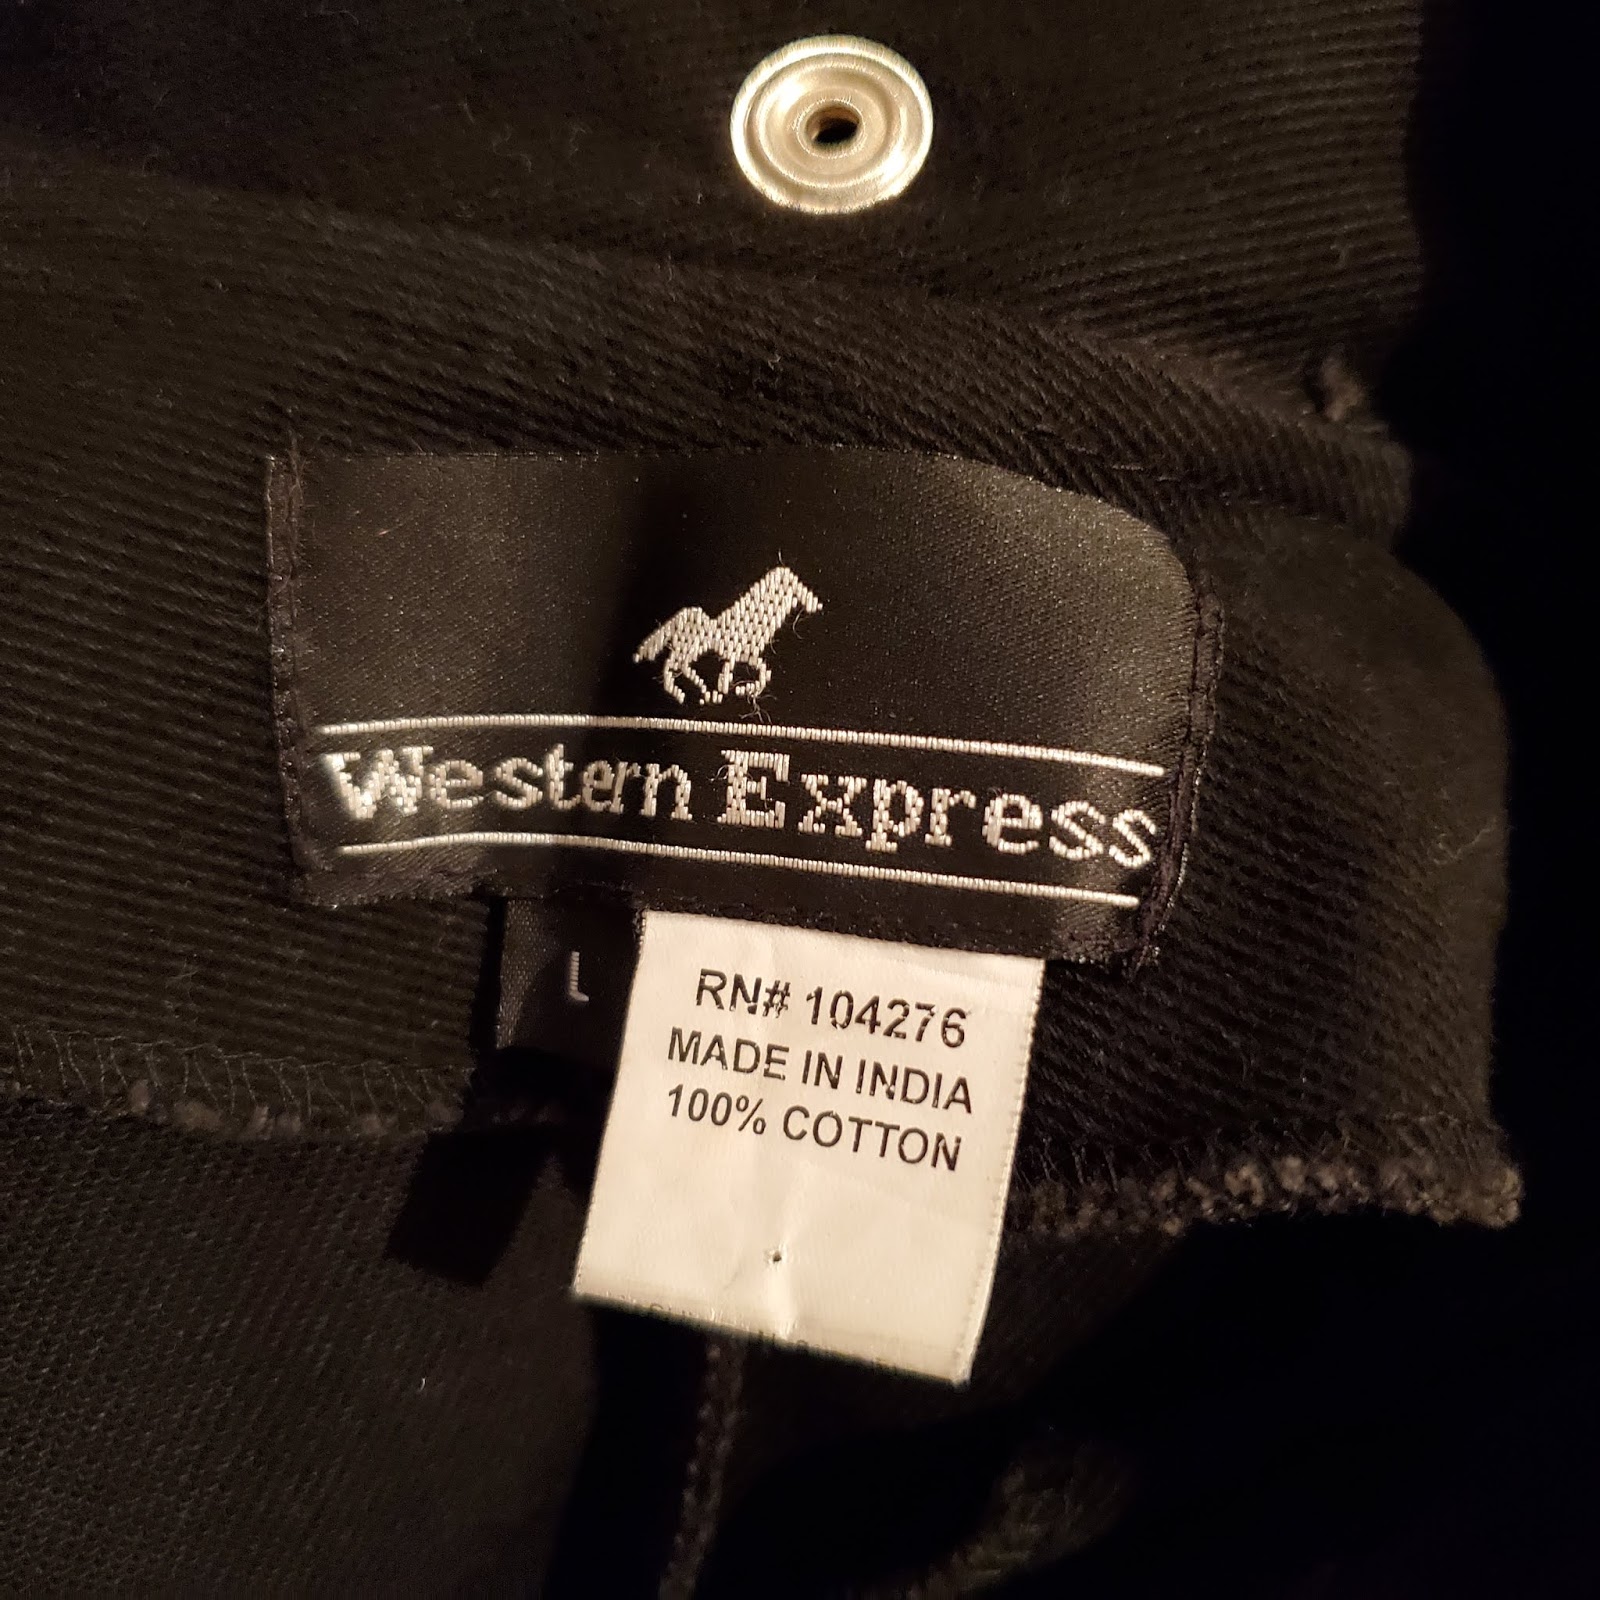 Western Express
L
RN# 104276
MADE IN INDIA
100% COTTON